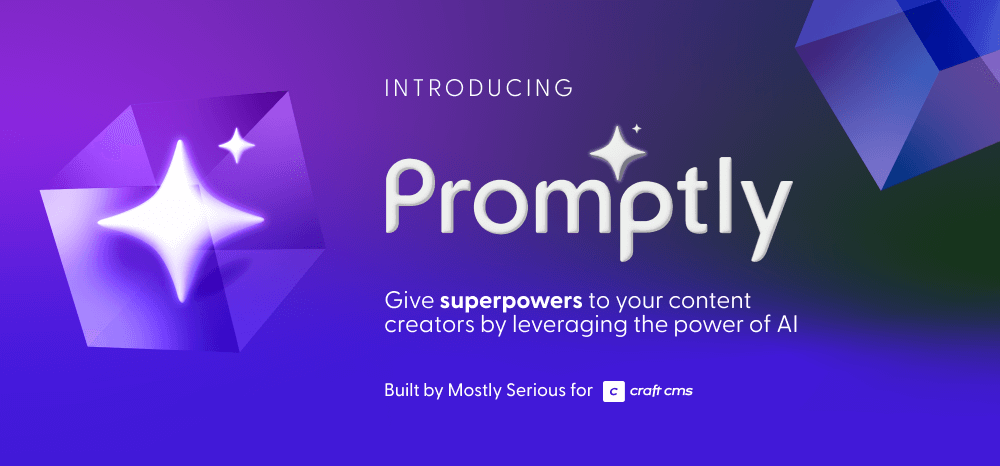 INTRODUCING
Promptly
Give superpowers to your content
creators by leveraging the power of AI
Built by Mostly Serious for c craft cms